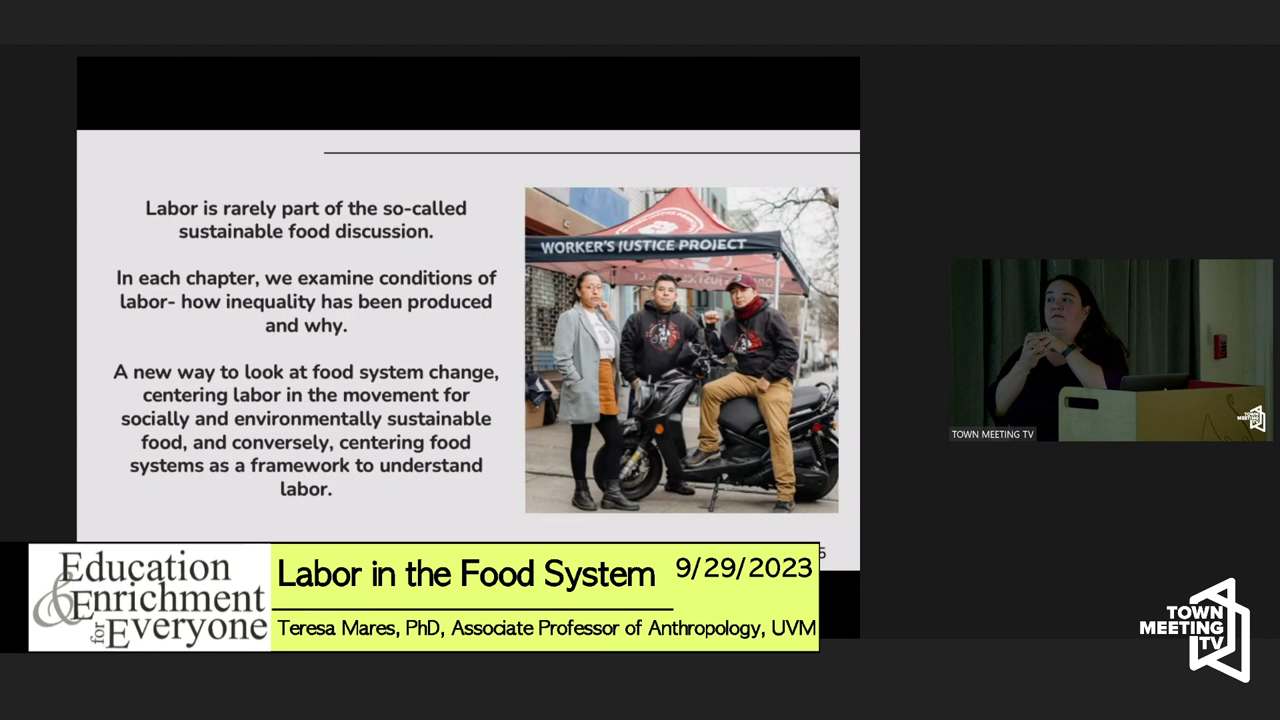 Labor is rarely part of the so-called
sustainable food discussion.
In each chapter, we examine conditions of
labor- how inequality has been produced
and why.
A new way to look at food system change,
centering labor in the movement for
socially and environmentally sustainable
food, and conversely, centering food
systems as a framework to understand
labor.
WORKER'S JUSTICE PROJECT
TOWN MEETING TV
TOWN
MEETING
TV
5
Education
& Enrichment
for Everyone
Labor in the Food System
9/29/2023
Teresa Mares, PhD, Associate Professor of Anthropology, UVM
TOWN
MEETING
TV